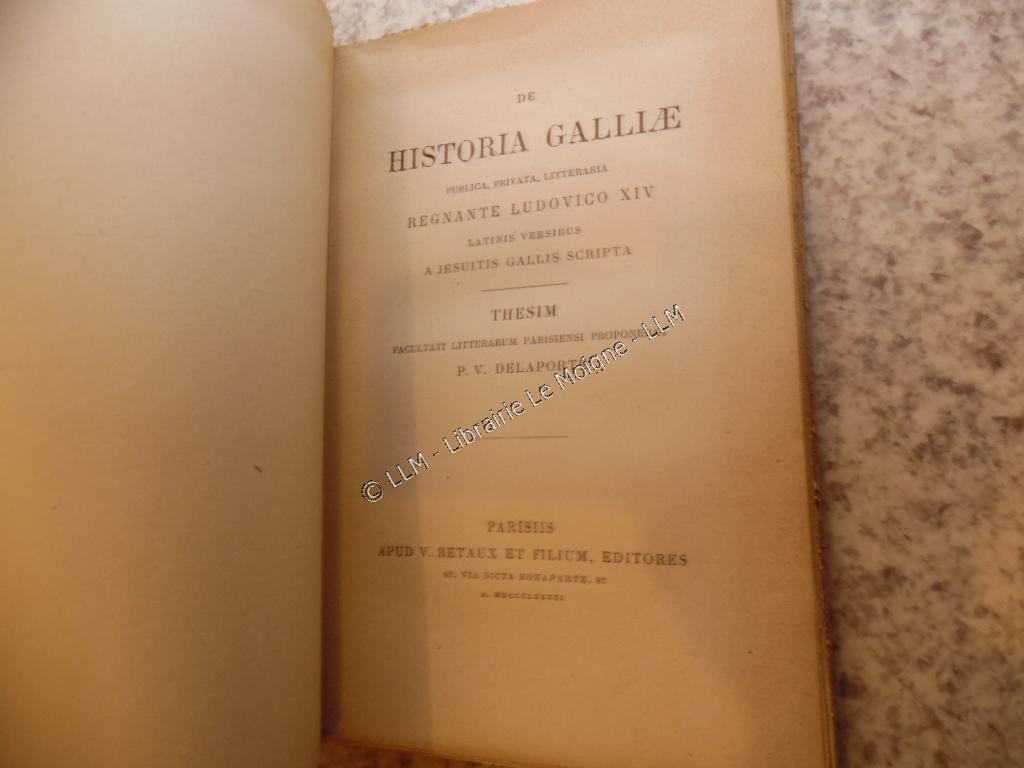 DE
HISTORIA GALLIÆ
PUBLICA, PRIVATA, LITTERARIA
REGNANTE LUDOVICO XIV
LATINIS VERSIBUS
A JESUITIS GALLIS SCRIPTA
THESIM
FACULTATI LITTERARUM PARISIENSI
P. V. DELAPORTE
© LLM - Librairie Le Moigne - LLM
PARISIIS
APUD V. RETAUX ET FILIUM, EDITORES
VIA DICTA BONAPARTE,